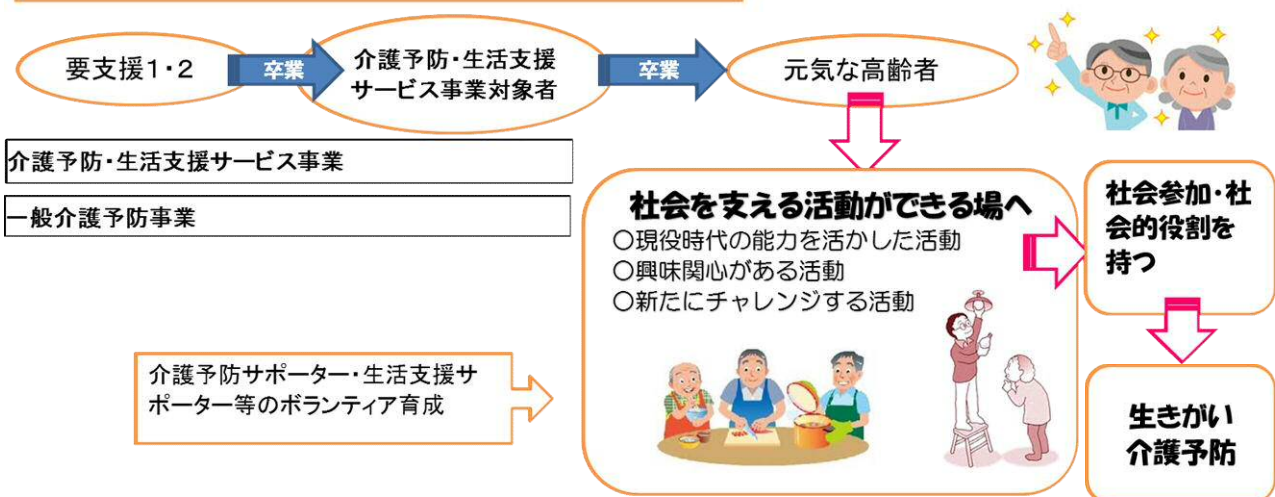 要支援1・2
卒業
介護予防・生活支援
サービス事業対象者
卒業
元気な高齢者
介護予防・生活支援サービス事業
一般介護予防事業
社会を支える活動ができる場へ
○現役時代の能力を活かした活動
○興味関心がある活動
○新たにチャレンジする活動
社会参加・社
会的役割を
持つ
介護予防サポーター・生活支援サ
ポーター等のボランティア育成
生きがい
介護予防